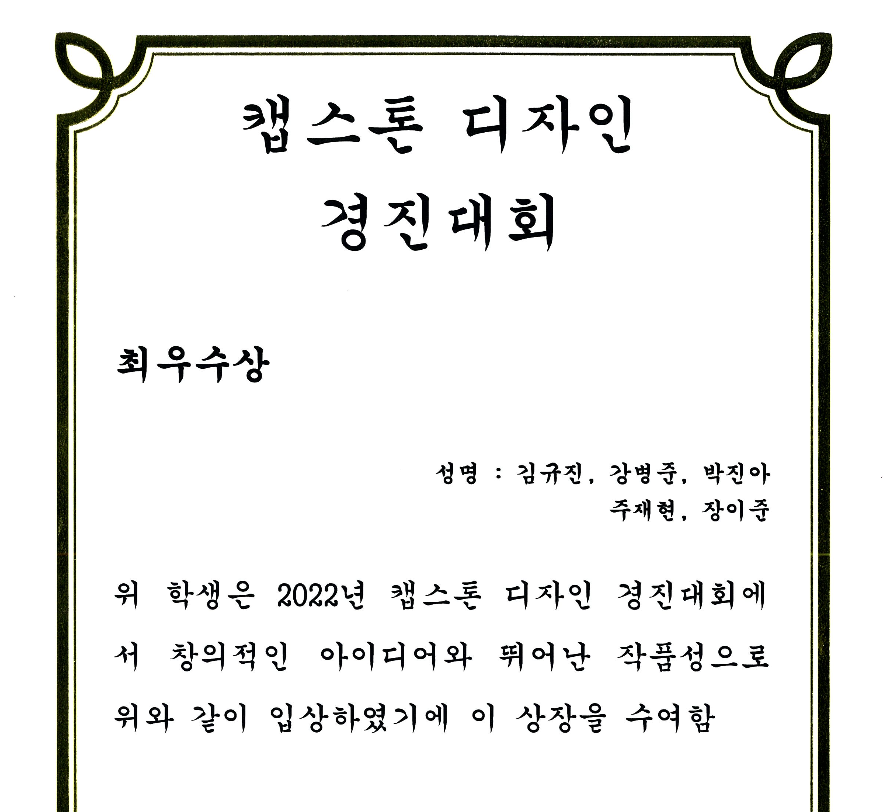 캡스톤 디자인
경진대회
최우수상
성명 : 김규진, 강병준, 박진아
주재현, 장이준
위 학생은 2022년 캡스톤 디자인 경진대회에
서 창의적인 아이디어와 뛰어난 작품성으로
위와 같이 입상하였기에 이 상장을 수여함